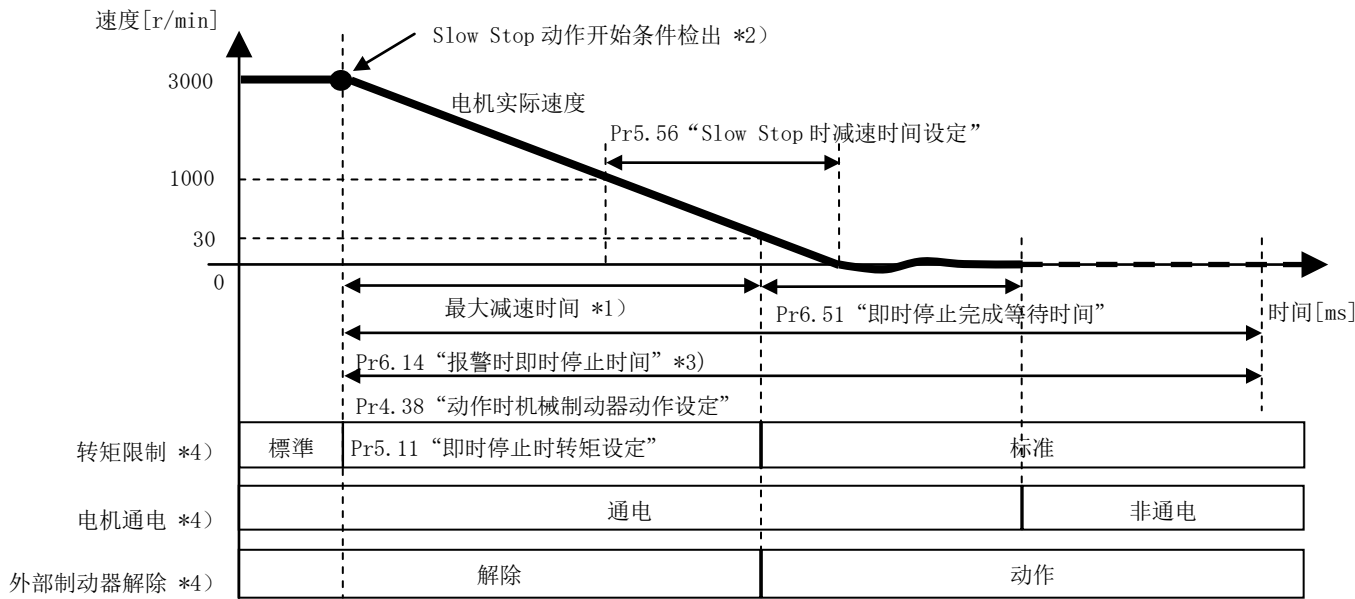 速度[r/min]
Slow Stop 动作开始条件检出 *2）
3000
电机实际速度
Pr5.56“Slow Stop 时减速时间设定”
1000
30
0
最大减速时间 *1）
Pr6.51“即时停止完成等待时间”
时间[ms]
Pr6.14“报警时即时停止时间”*3)
Pr4.38“动作时机械制动器动作设定”
转矩限制 *4）
標準
Pr5.11“即时停止时转矩设定”
标准
电机通电 *4）
通电
非通电
外部制动器解除 *4）
解除
动作